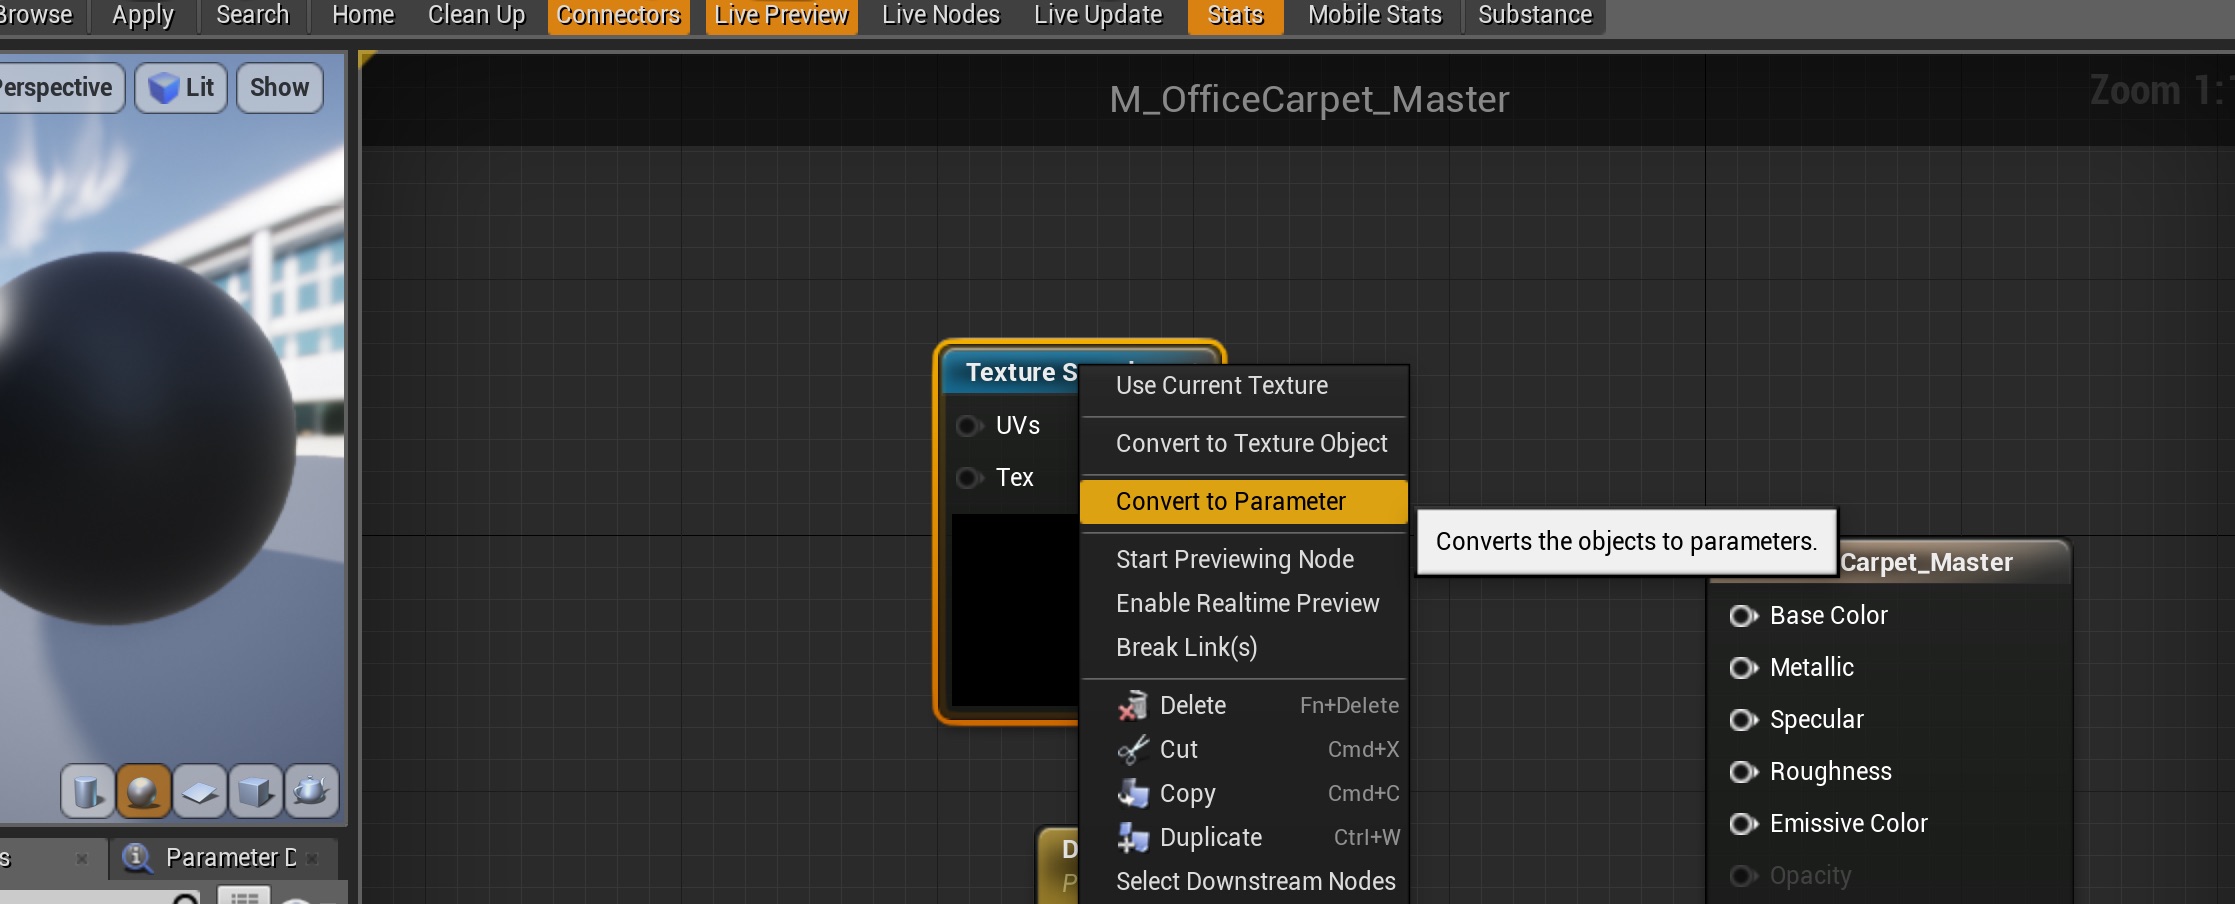 Browse Apply Search Home Clean Up Connectors Live Preview Live Nodes Live Update Stats Mobile Stats Substance
Perspective Lit Show
M_OfficeCarpet_Master
Zoom 1:
Texture S
UVs
Tex
Use Current Texture
Convert to Texture Object
Convert to Parameter
Converts the objects to parameters.
Start Previewing Node
Enable Realtime Preview
Break Link(s)
Delete Fn+Delete
Cut Cmd+X
Copy Cmd+C
Duplicate Ctrl+W
Select Downstream Nodes
Carpet_Master
Base Color
Metallic
Specular
Roughness
Emissive Color
Opacity
D
P
s
Parameter D